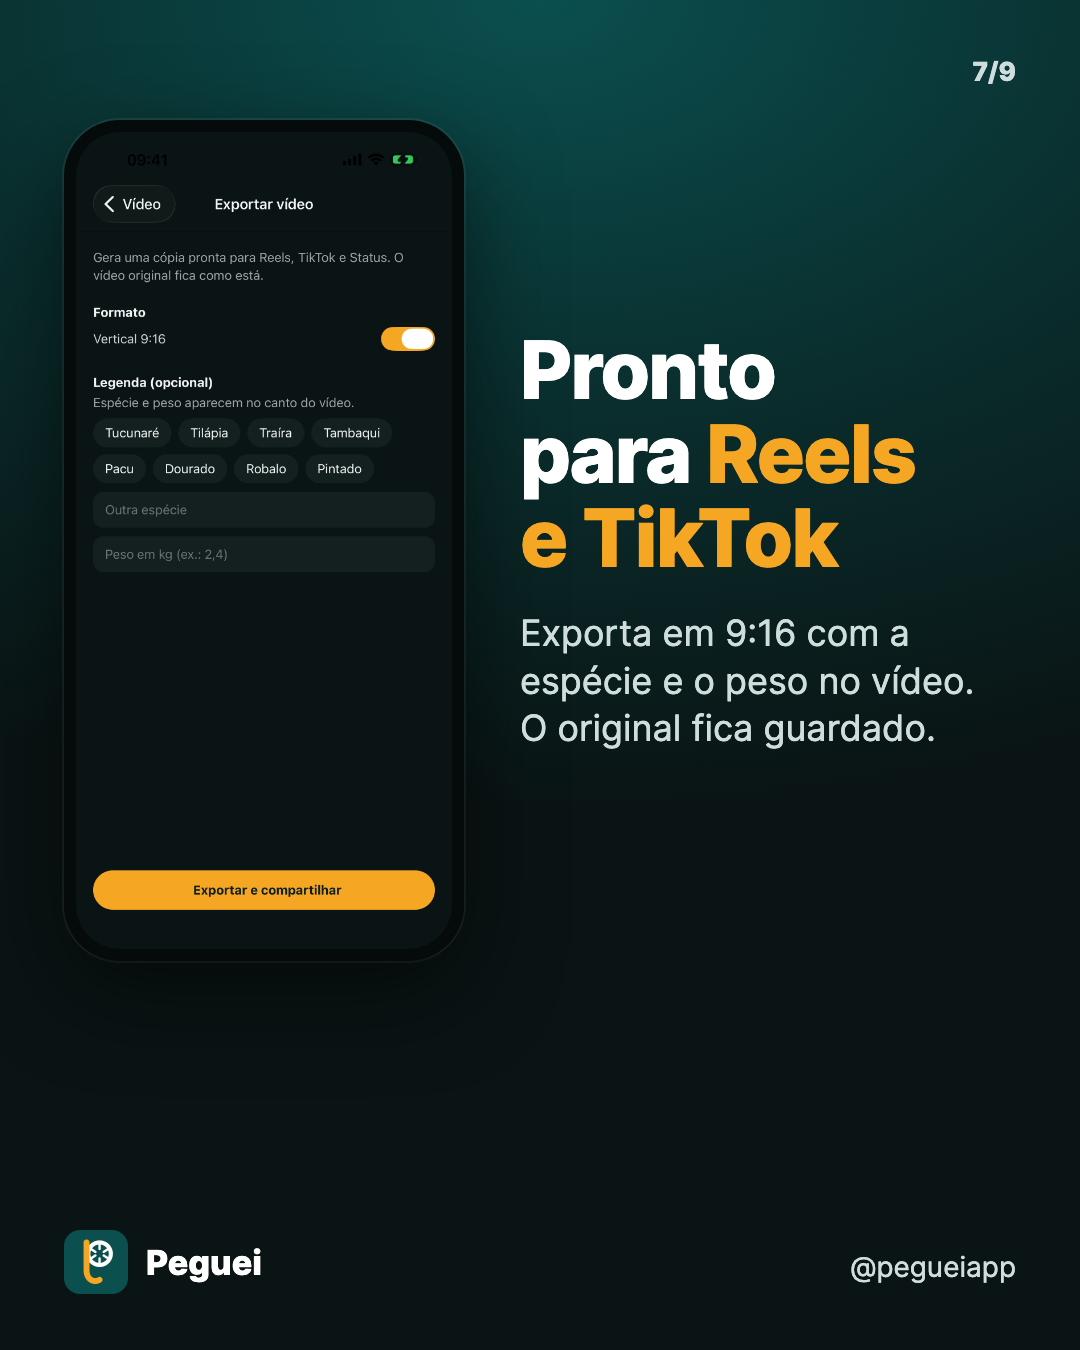 7/9
09:41
Vídeo
Exportar vídeo
Gera uma cópia pronta para Reels, TikTok e Status. O
vídeo original fica como está.
Formato
Vertical 9:16
Legenda (opcional)
Espécie e peso aparecem no canto do vídeo.
Tucunaré Tilápia Traíra Tambaqui
Pacu Dourado Robalo Pintado
Outra espécie
Peso em kg (ex.: 2,4)
Exportar e compartilhar
Pronto
para Reels
e TikTok
Exporta em 9:16 com a
espécie e o peso no vídeo.
O original fica guardado.
Peguei
@pegueiapp